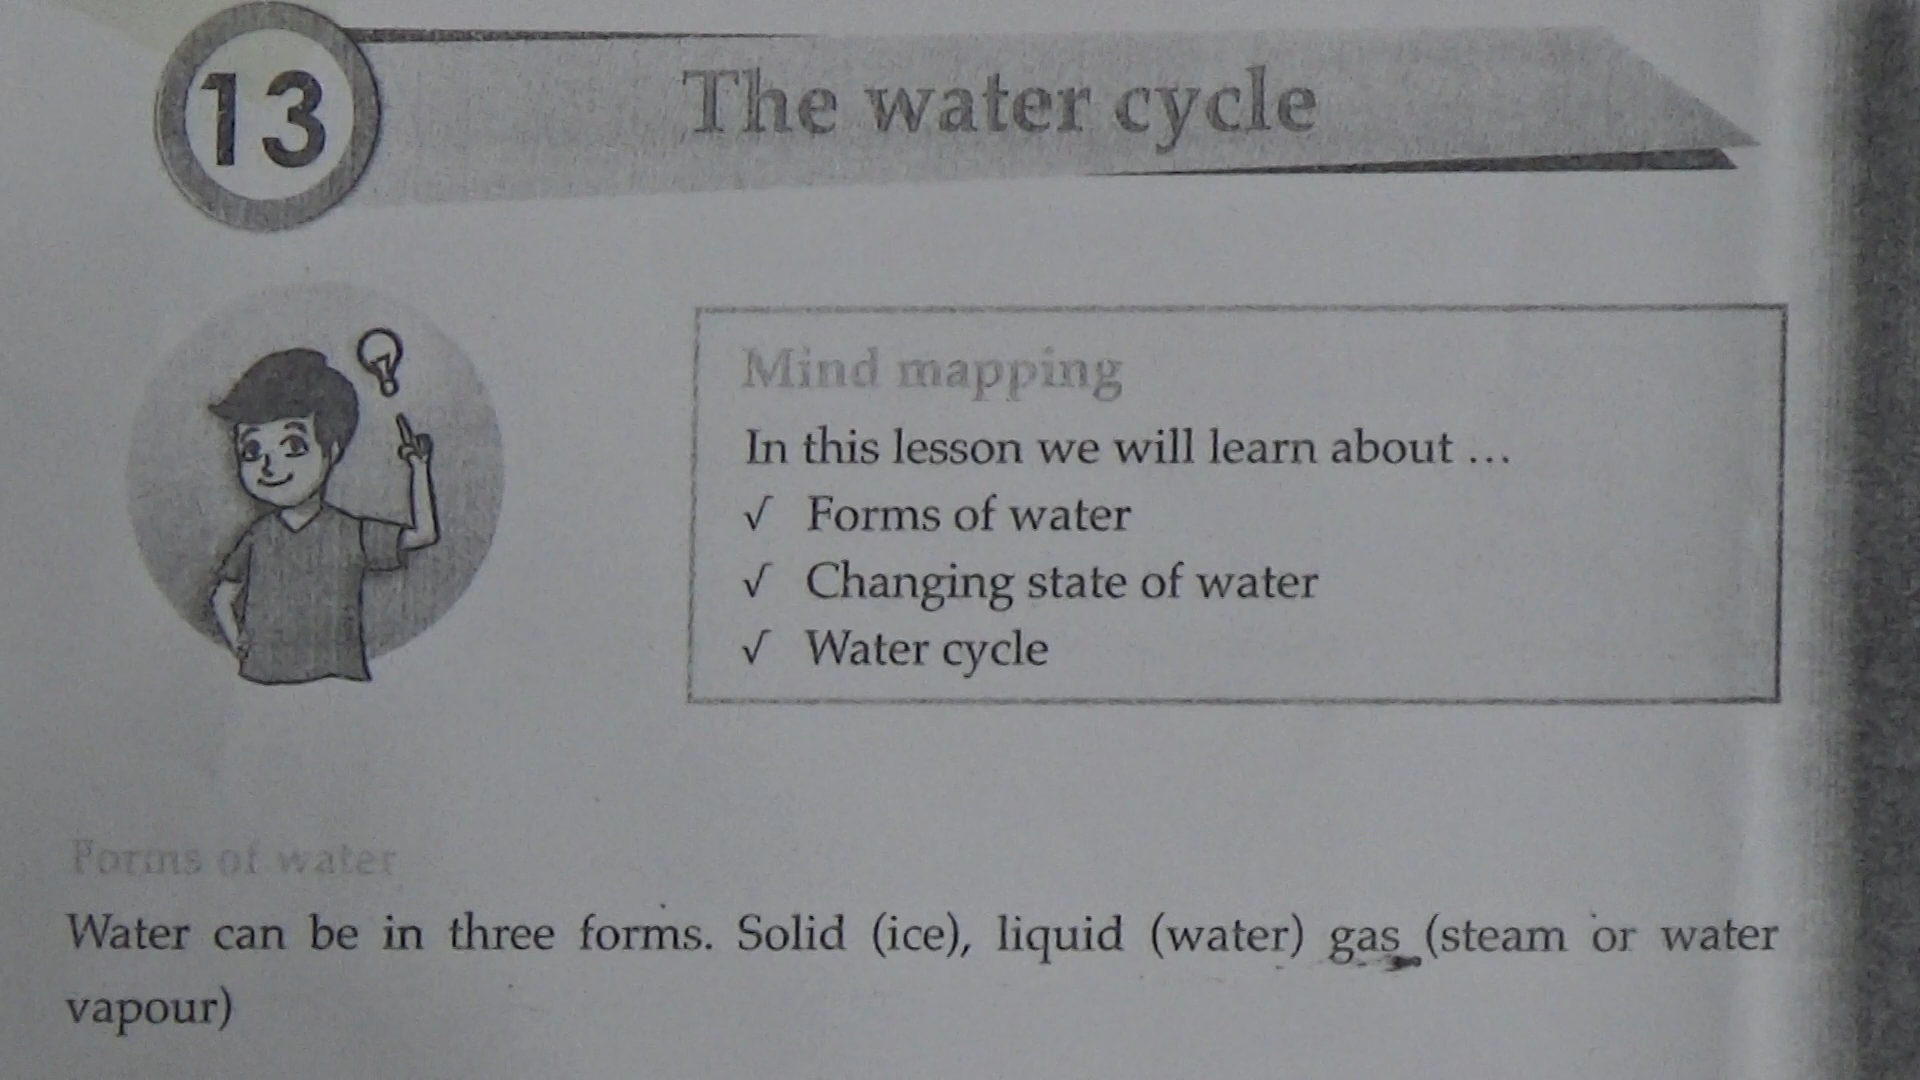 13
The water cycle
Mind mapping
In this lesson we will learn about ...
√ Forms of water
√ Changing state of water
√ Water cycle
Forms of water
Water can be in three forms. Solid (ice), liquid (water) gas (steam or water
vapour)